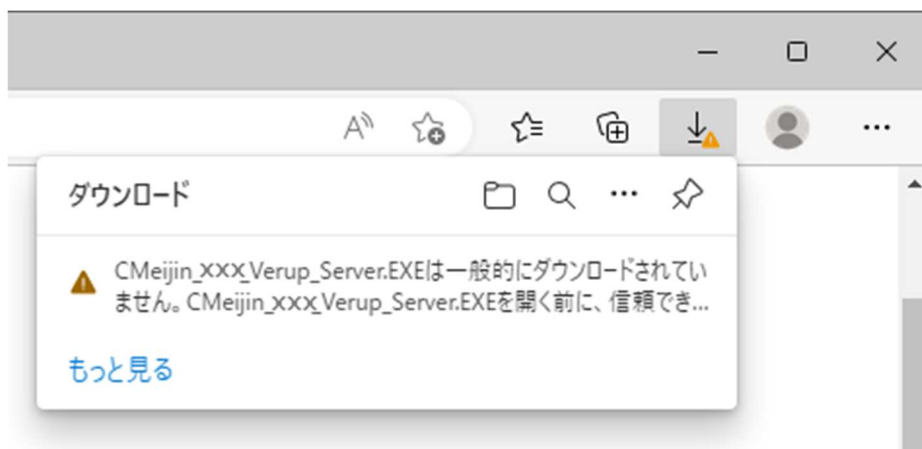 ダウンロード
CMeijin_xxx_Verup_Server.EXEは一般的にダウンロードされてい
ません。CMeijin_xxx_Verup_Server.EXEを開く前に、信頼でき...
もっと見る